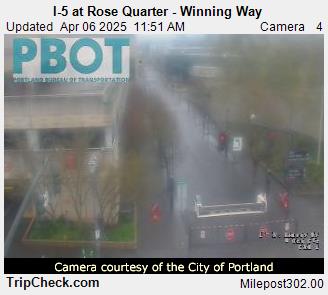 I-5 at Rose Quarter - Winning Way
Updated Apr 06 2025 11:51 AM Camera 4
PBOT
PORTLAND BUREAU OF TRANSPORTATION
Camera courtesy of the City of Portland
TripCheck.com Milepost302.00